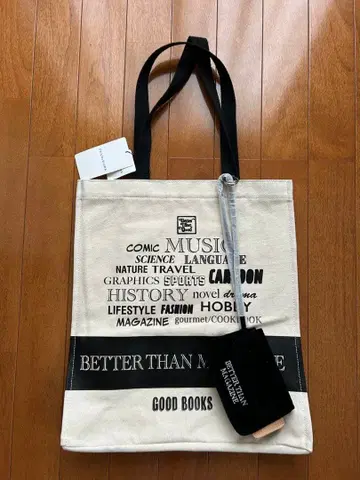 COMIC MUSIC
SCIENCE LANGUAGE
NATURE TRAVEL
GRAPHICS SPORTS CARTOON
HISTORY novel drama
LIFESTYLE FASHION HOBBY
MAGAZINE gourmet/COOKBOOK
BETTER THAN M
E
GOOD BOOKS
BETTER THAN
MAGAZINE